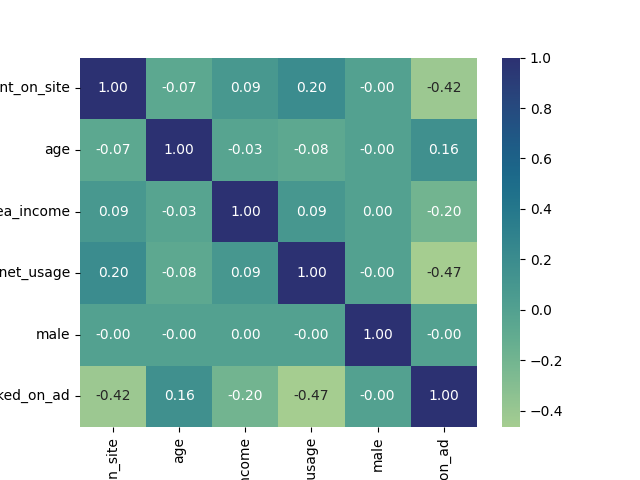 nt_on_site 1.00 -0.07 0.09 0.20 -0.00 -0.42
age -0.07 1.00 -0.03 -0.08 -0.00 0.16
ea_income 0.09 -0.03 1.00 0.09 0.00 -0.20
net_usage 0.20 -0.08 0.09 1.00 -0.00 -0.47
male -0.00 -0.00 0.00 -0.00 1.00 -0.00
ked_on_ad -0.42 0.16 -0.20 -0.47 -0.00 1.00
n_site age come usage male on_ad
1.0
0.8
0.6
0.4
0.2
0.0
−0.2
−0.4